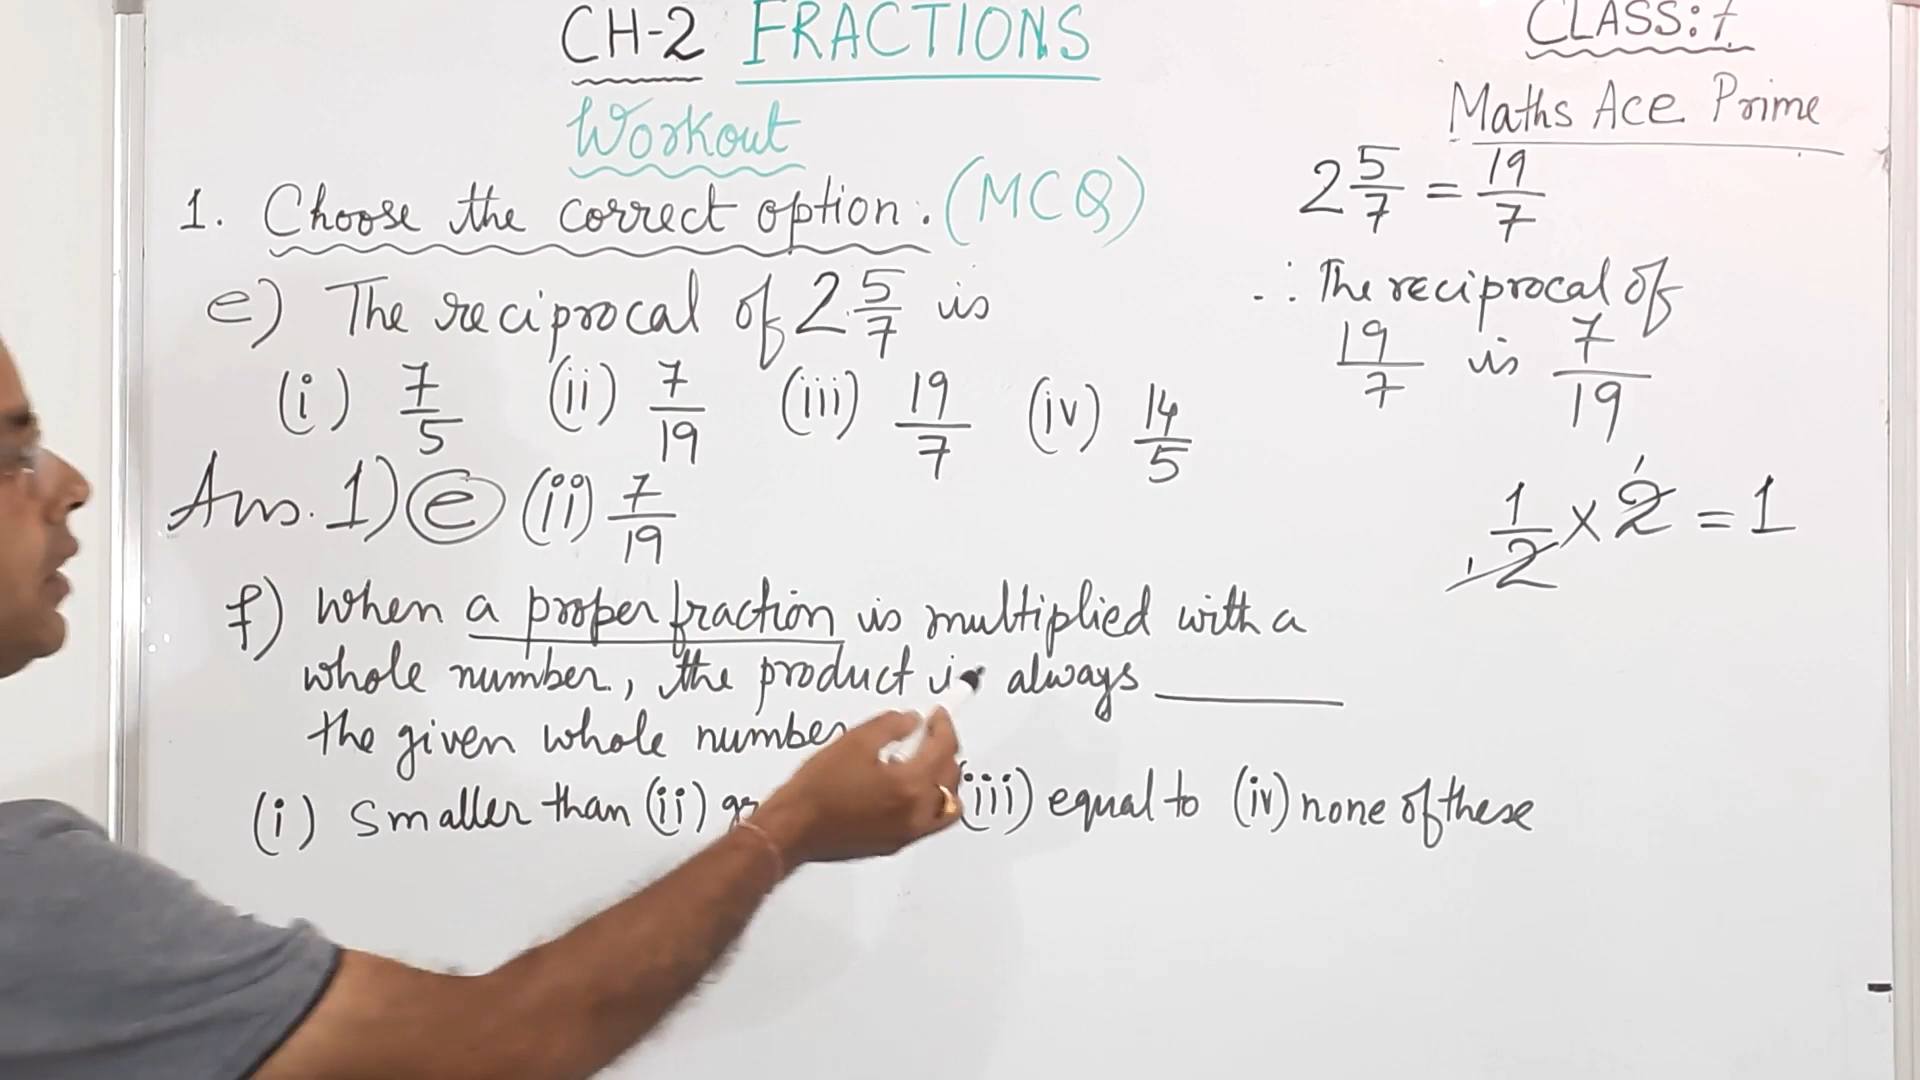 CH-2 FRACTIONS
CLASS: 7
Workout
Maths Ace Prime
1. Choose the correct option. (MCQ)
e) The reciprocal of 2 5/7 is
(i) 7/5 (ii) 7/19 (iii) 19/7 (iv) 14/5
Ans. 1) e (ii) 7/19
f) When a proper fraction is multiplied with a
whole number, the product is always ______
the given whole number
(i) Smaller than (ii) (iii) equal to (iv) none of these
2 5/7 = 19/7
∴ The reciprocal of
19/7 is 7/19
1/2 × 2 = 1